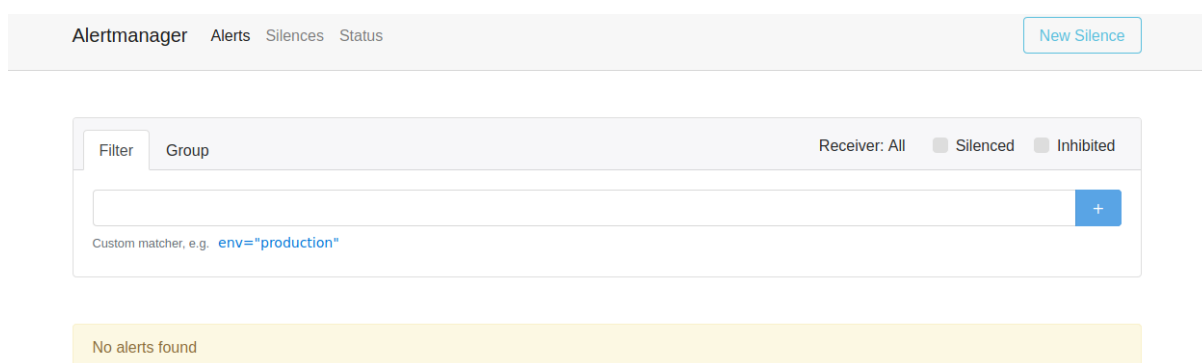 Alertmanager Alerts Silences Status New Silence
Filter Group Receiver: All Silenced Inhibited
+
Custom matcher, e.g. env="production"
No alerts found